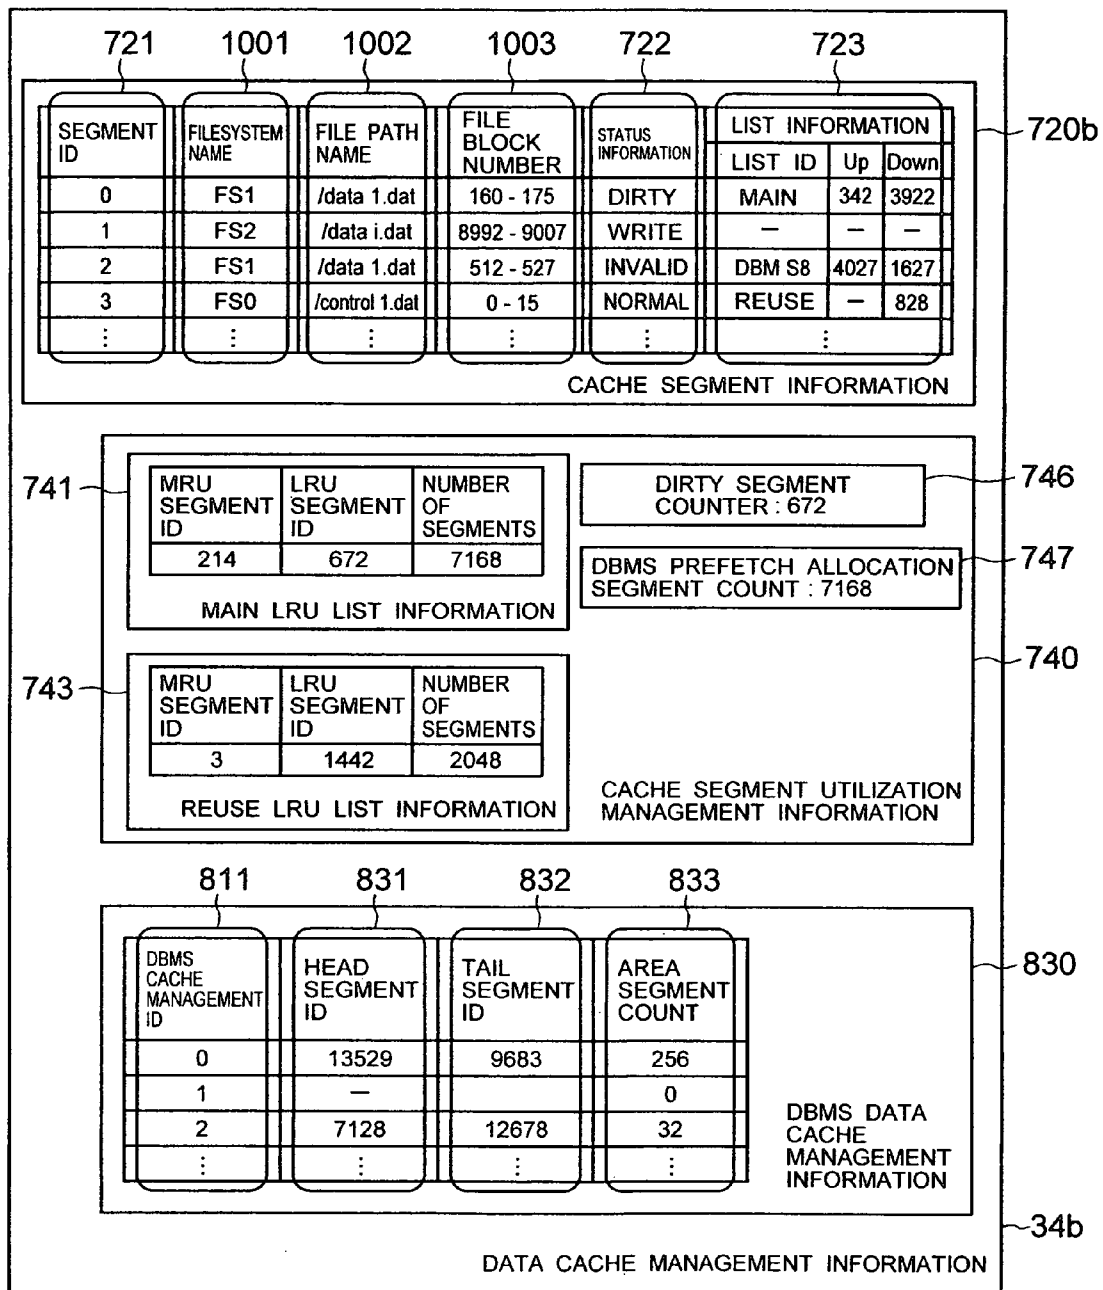 721 1001 1002 1003 722 723
SEGMENT ID FILESYSTEM NAME FILE PATH NAME FILE BLOCK NUMBER STATUS INFORMATION LIST INFORMATION
LIST ID Up Down
0 FS1 /data 1.dat 160 - 175 DIRTY MAIN 342 3922
1 FS2 /data i.dat 8992 - 9007 WRITE — — —
2 FS1 /data 1.dat 512 - 527 INVALID DBM S8 4027 1627
3 FS0 /control 1.dat 0 - 15 NORMAL REUSE — 828
⋮ ⋮ ⋮ ⋮ ⋮ ⋮
CACHE SEGMENT INFORMATION
720b
741
MRU SEGMENT ID LRU SEGMENT ID NUMBER OF SEGMENTS
214 672 7168
MAIN LRU LIST INFORMATION
DIRTY SEGMENT
COUNTER : 672
746
DBMS PREFETCH ALLOCATION
SEGMENT COUNT : 7168
747
740
743
MRU SEGMENT ID LRU SEGMENT ID NUMBER OF SEGMENTS
3 1442 2048
REUSE LRU LIST INFORMATION
CACHE SEGMENT UTILIZATION
MANAGEMENT INFORMATION
811 831 832 833
DBMS CACHE MANAGEMENT ID HEAD SEGMENT ID TAIL SEGMENT ID AREA SEGMENT COUNT
0 13529 9683 256
1 — 0
2 7128 12678 32
⋮ ⋮ ⋮ ⋮
830
DBMS DATA
CACHE
MANAGEMENT
INFORMATION
34b
DATA CACHE MANAGEMENT INFORMATION